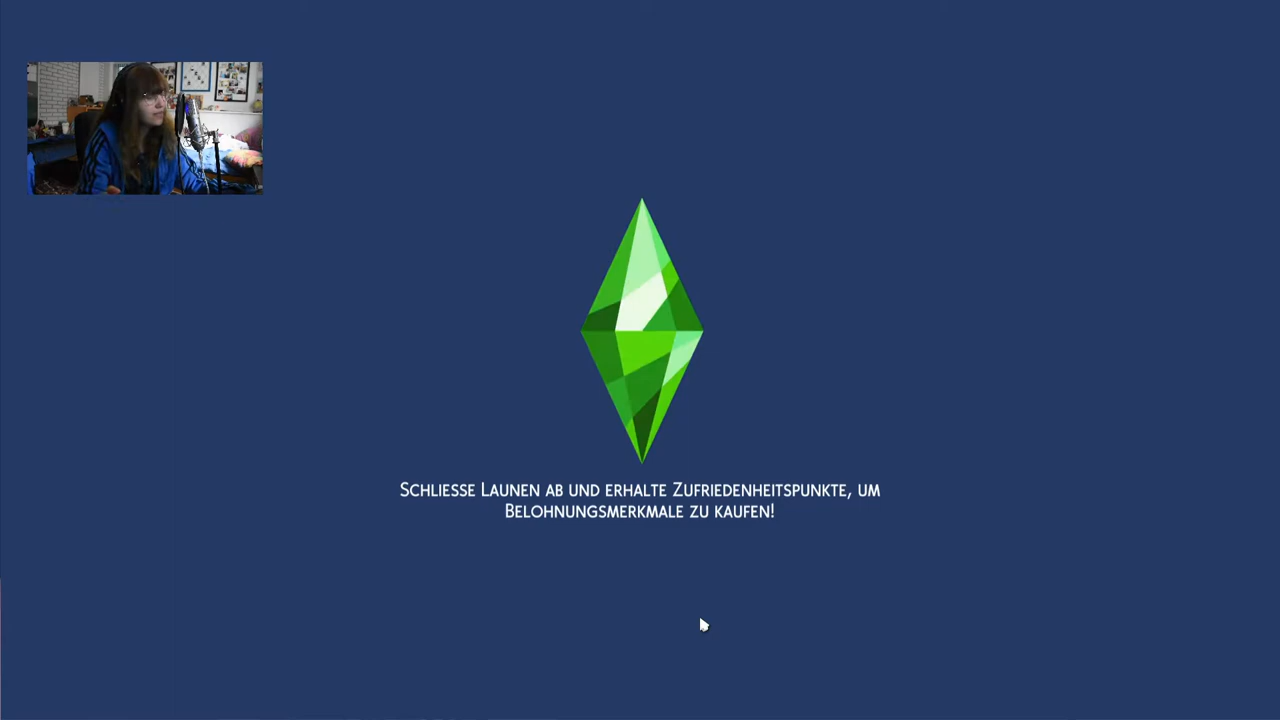 Schliesse Launen ab und erhalte Zufriedenheitspunkte, um
Belohnungsmerkmale zu kaufen!